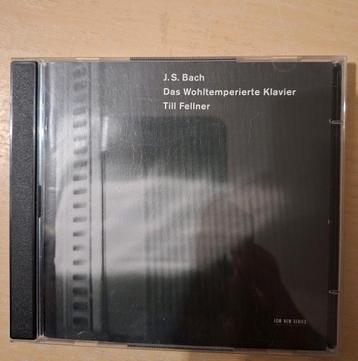 J.S. Bach
Das Wohltemperierte Klavier
Till Fellner
ECM NEW SERIES